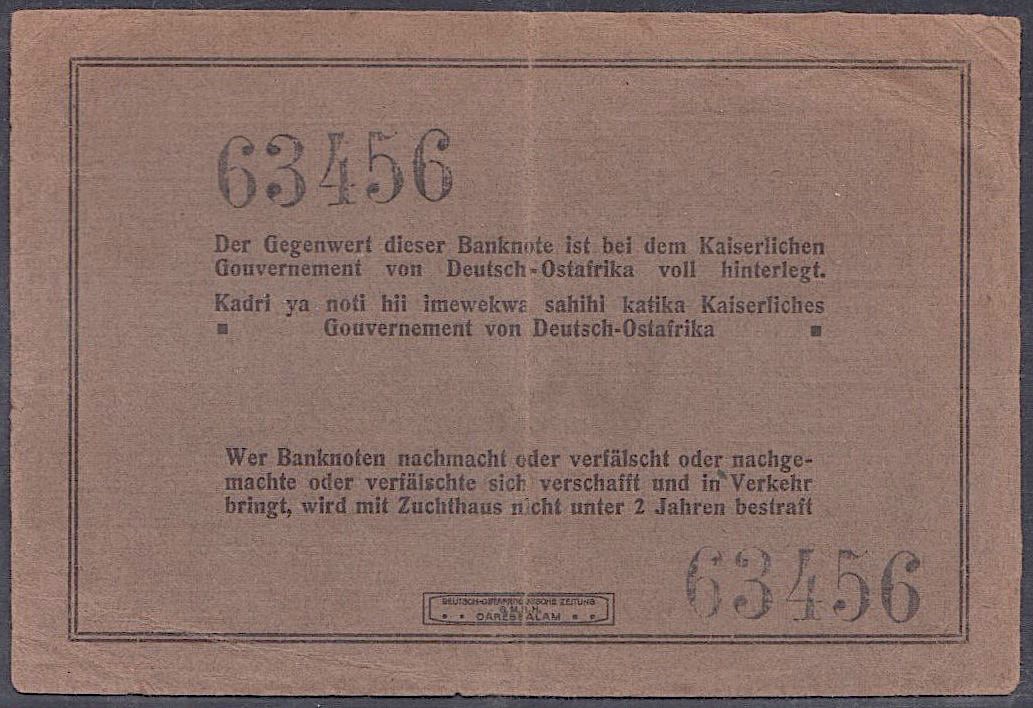 63456
Der Gegenwert dieser Banknote ist bei dem Kaiserlichen
Gouvernement von Deutsch-Ostafrika voll hinterlegt.
Kadri ya noti hii imewekwa sahihi katika Kaiserliches
Gouvernement von Deutsch-Ostafrika
Wer Banknoten nachmacht oder verfälscht oder nachge-
machte oder verfälschte sich verschafft und in Verkehr
bringt, wird mit Zuchthaus nicht unter 2 Jahren bestraft
63456
DEUTSCH-OSTAFRIKANISCHE ZEITUNG
G.M.B.H.
DARESSALAM